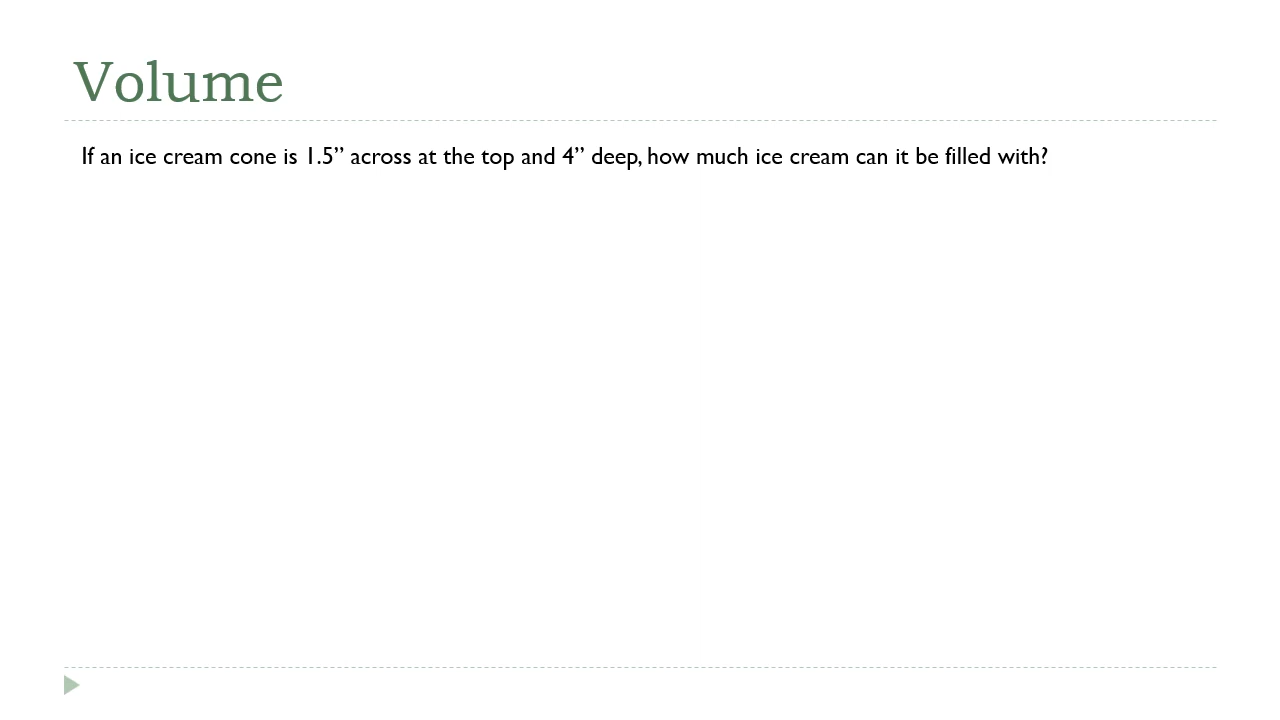 Volume
If an ice cream cone is 1.5” across at the top and 4” deep, how much ice cream can it be filled with?